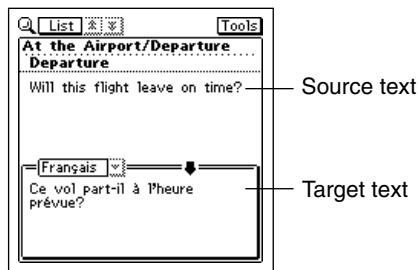 List Tools
At the Airport/Departure
Departure
Will this flight leave on time?
Source text
Français
Ce vol part-il à l'heure
prévue?
Target text